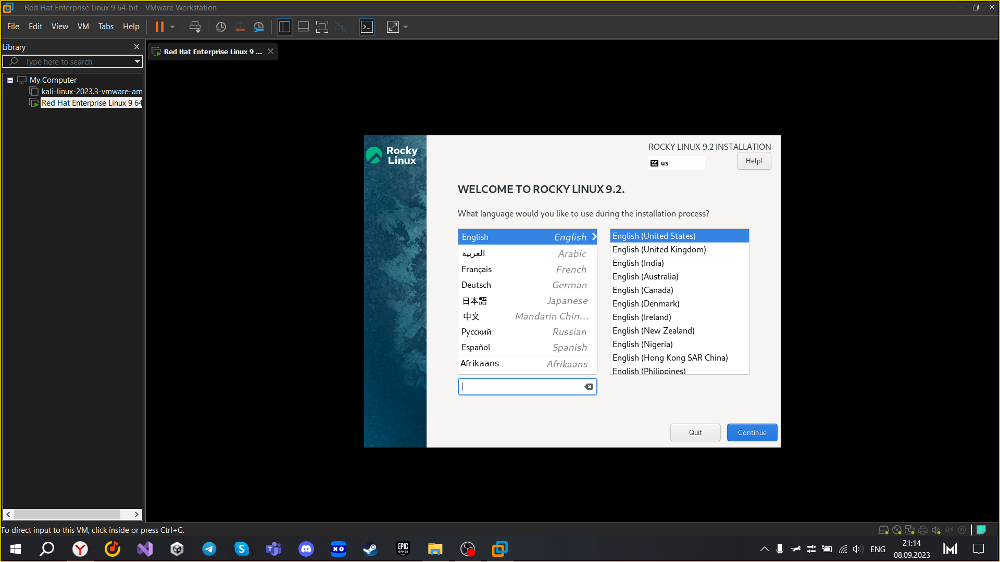 Red Hat Enterprise Linux 9 64-bit - VMware Workstation
File Edit View VM Tabs Help
Library
Type here to search
My Computer
kali-linux-2023.3-vmware-am
Red Hat Enterprise Linux 9 64
Red Hat Enterprise Linux 9 ...
Rocky
Linux
ROCKY LINUX 9.2 INSTALLATION
us
Help!
WELCOME TO ROCKY LINUX 9.2.
What language would you like to use during the installation process?
English English
العربية Arabic
Français French
Deutsch German
日本語 Japanese
中文 Mandarin Chin...
Русский Russian
Español Spanish
Afrikaans Afrikaans
English (United States)
English (United Kingdom)
English (India)
English (Australia)
English (Canada)
English (Denmark)
English (Ireland)
English (New Zealand)
English (Nigeria)
English (Hong Kong SAR China)
English (Philippines)
Quit
Continue
To direct input to this VM, click inside or press Ctrl+G.
EPIC
GAMES
XO
ENG
21:14
08.09.2023